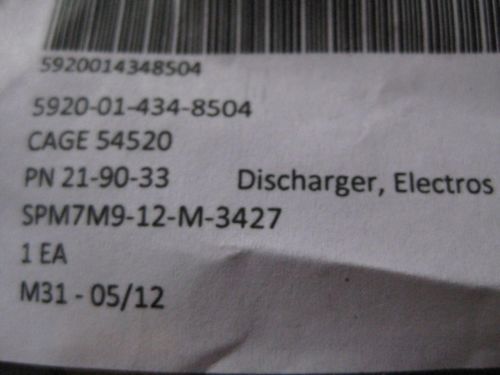 5920014348504
5920-01-434-8504
CAGE 54520
PN 21-90-33 Discharger, Electros
SPM7M9-12-M-3427
1 EA
M31 - 05/12